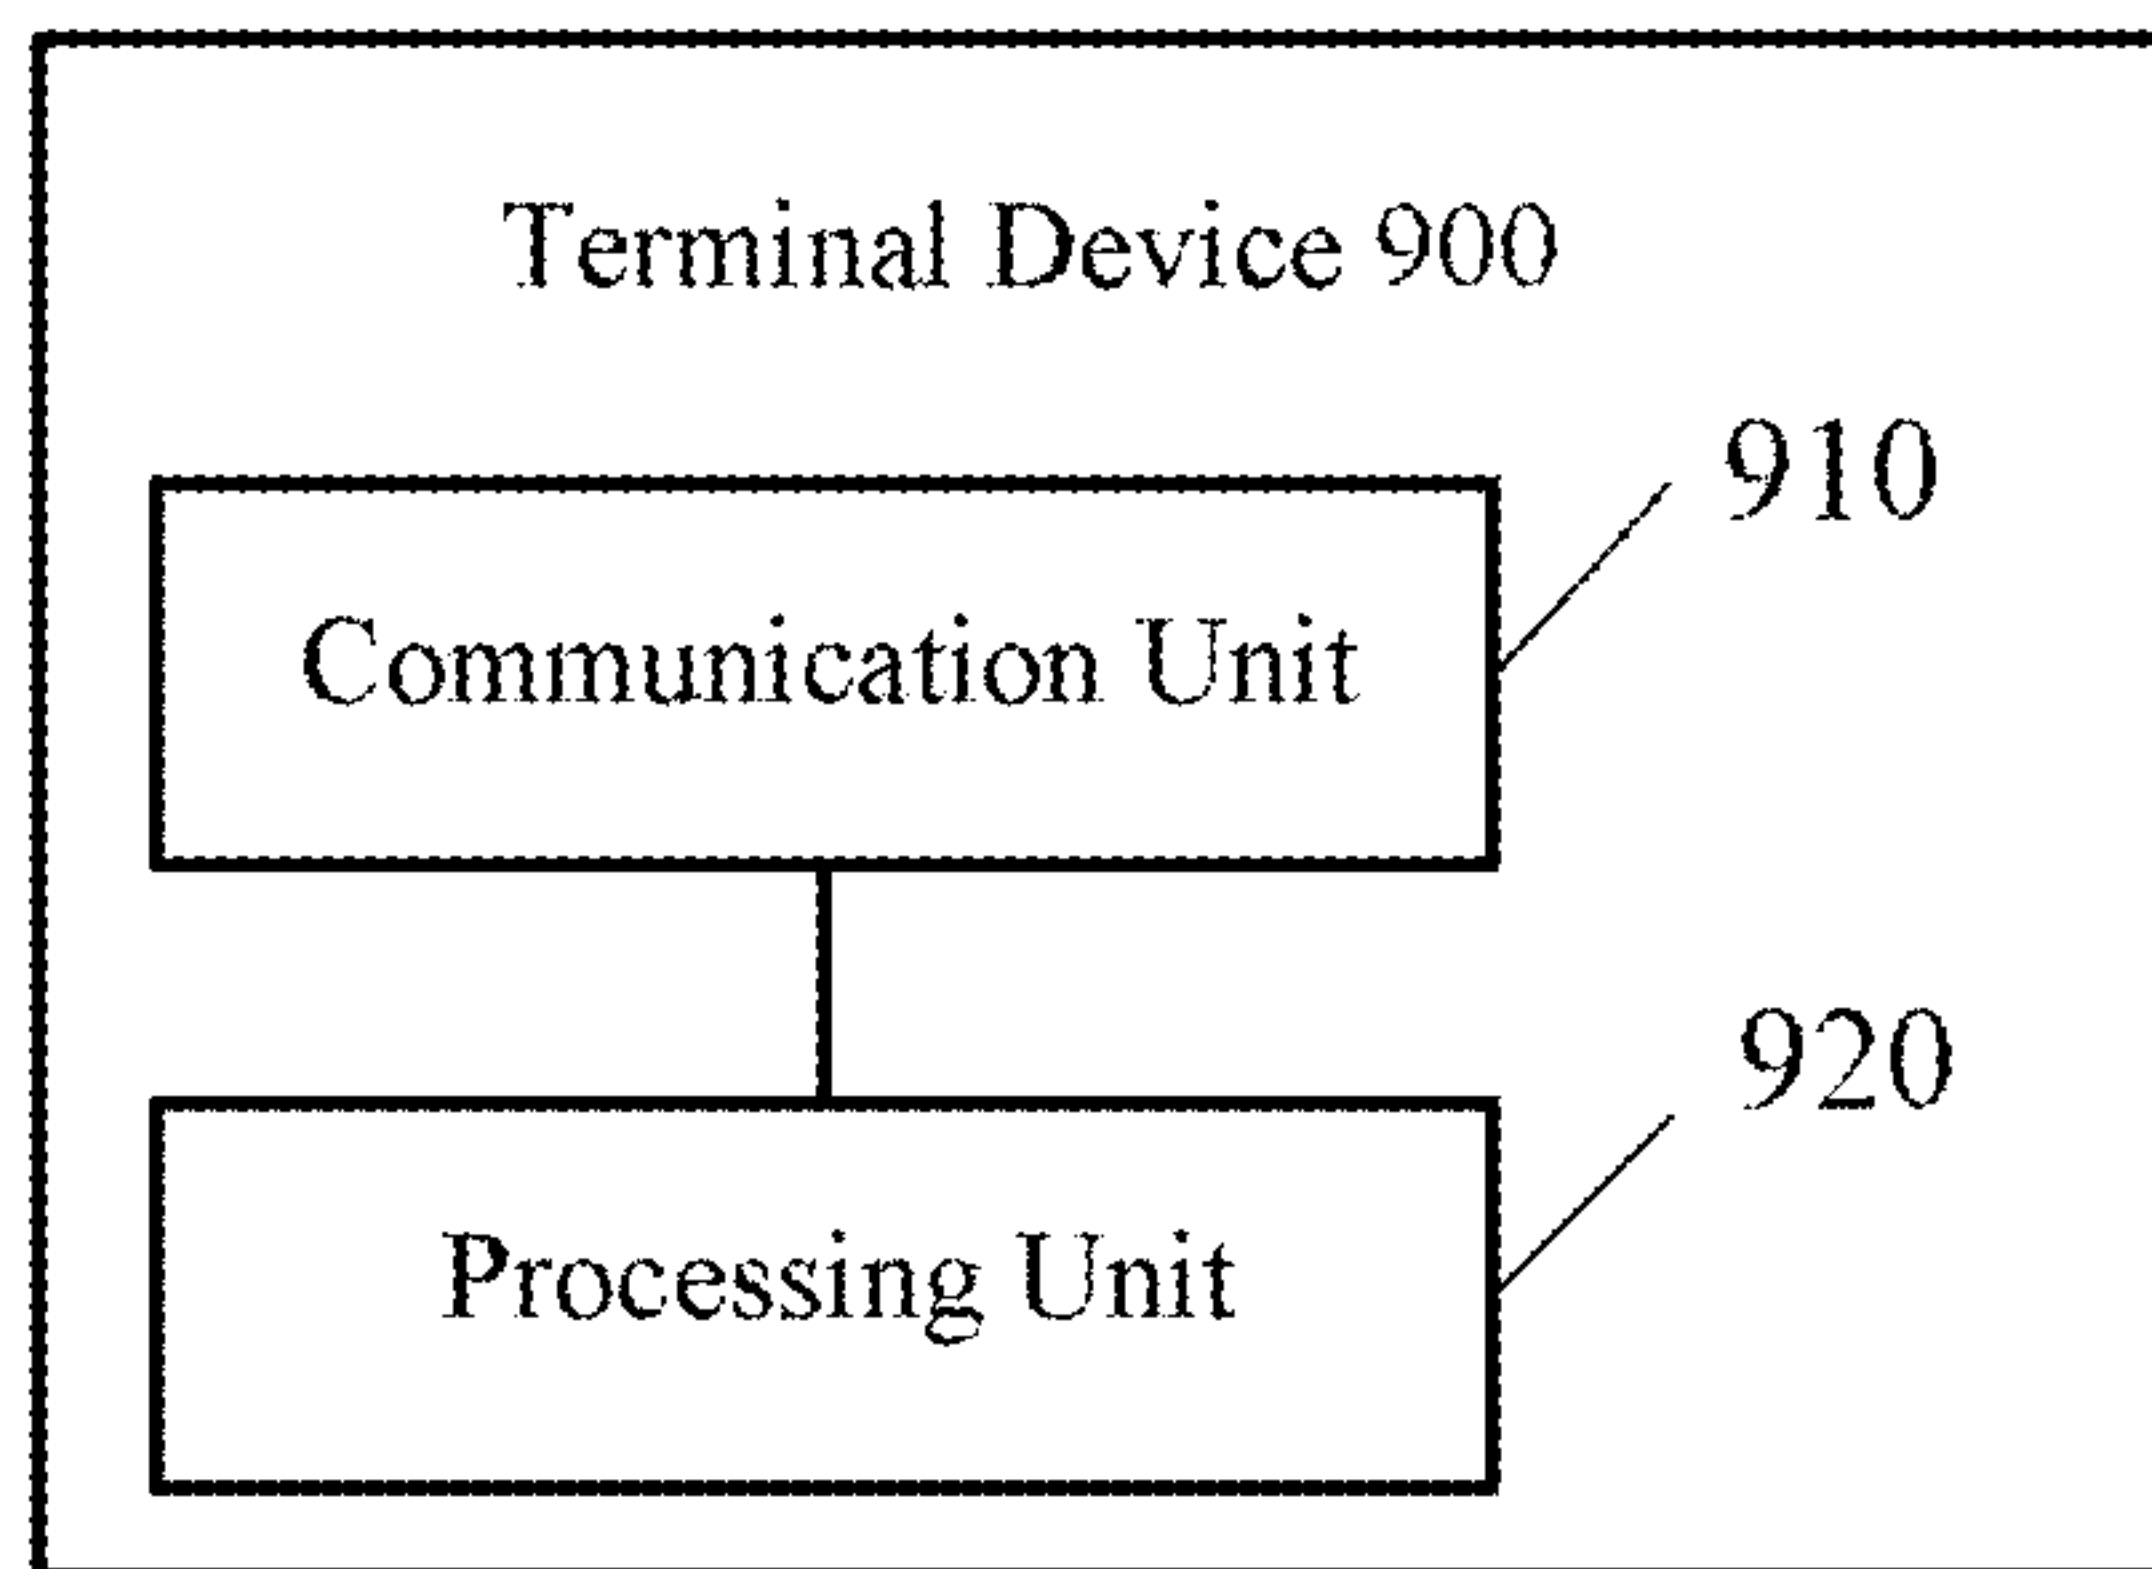 Terminal Device 900
910
Communication Unit
920
Processing Unit